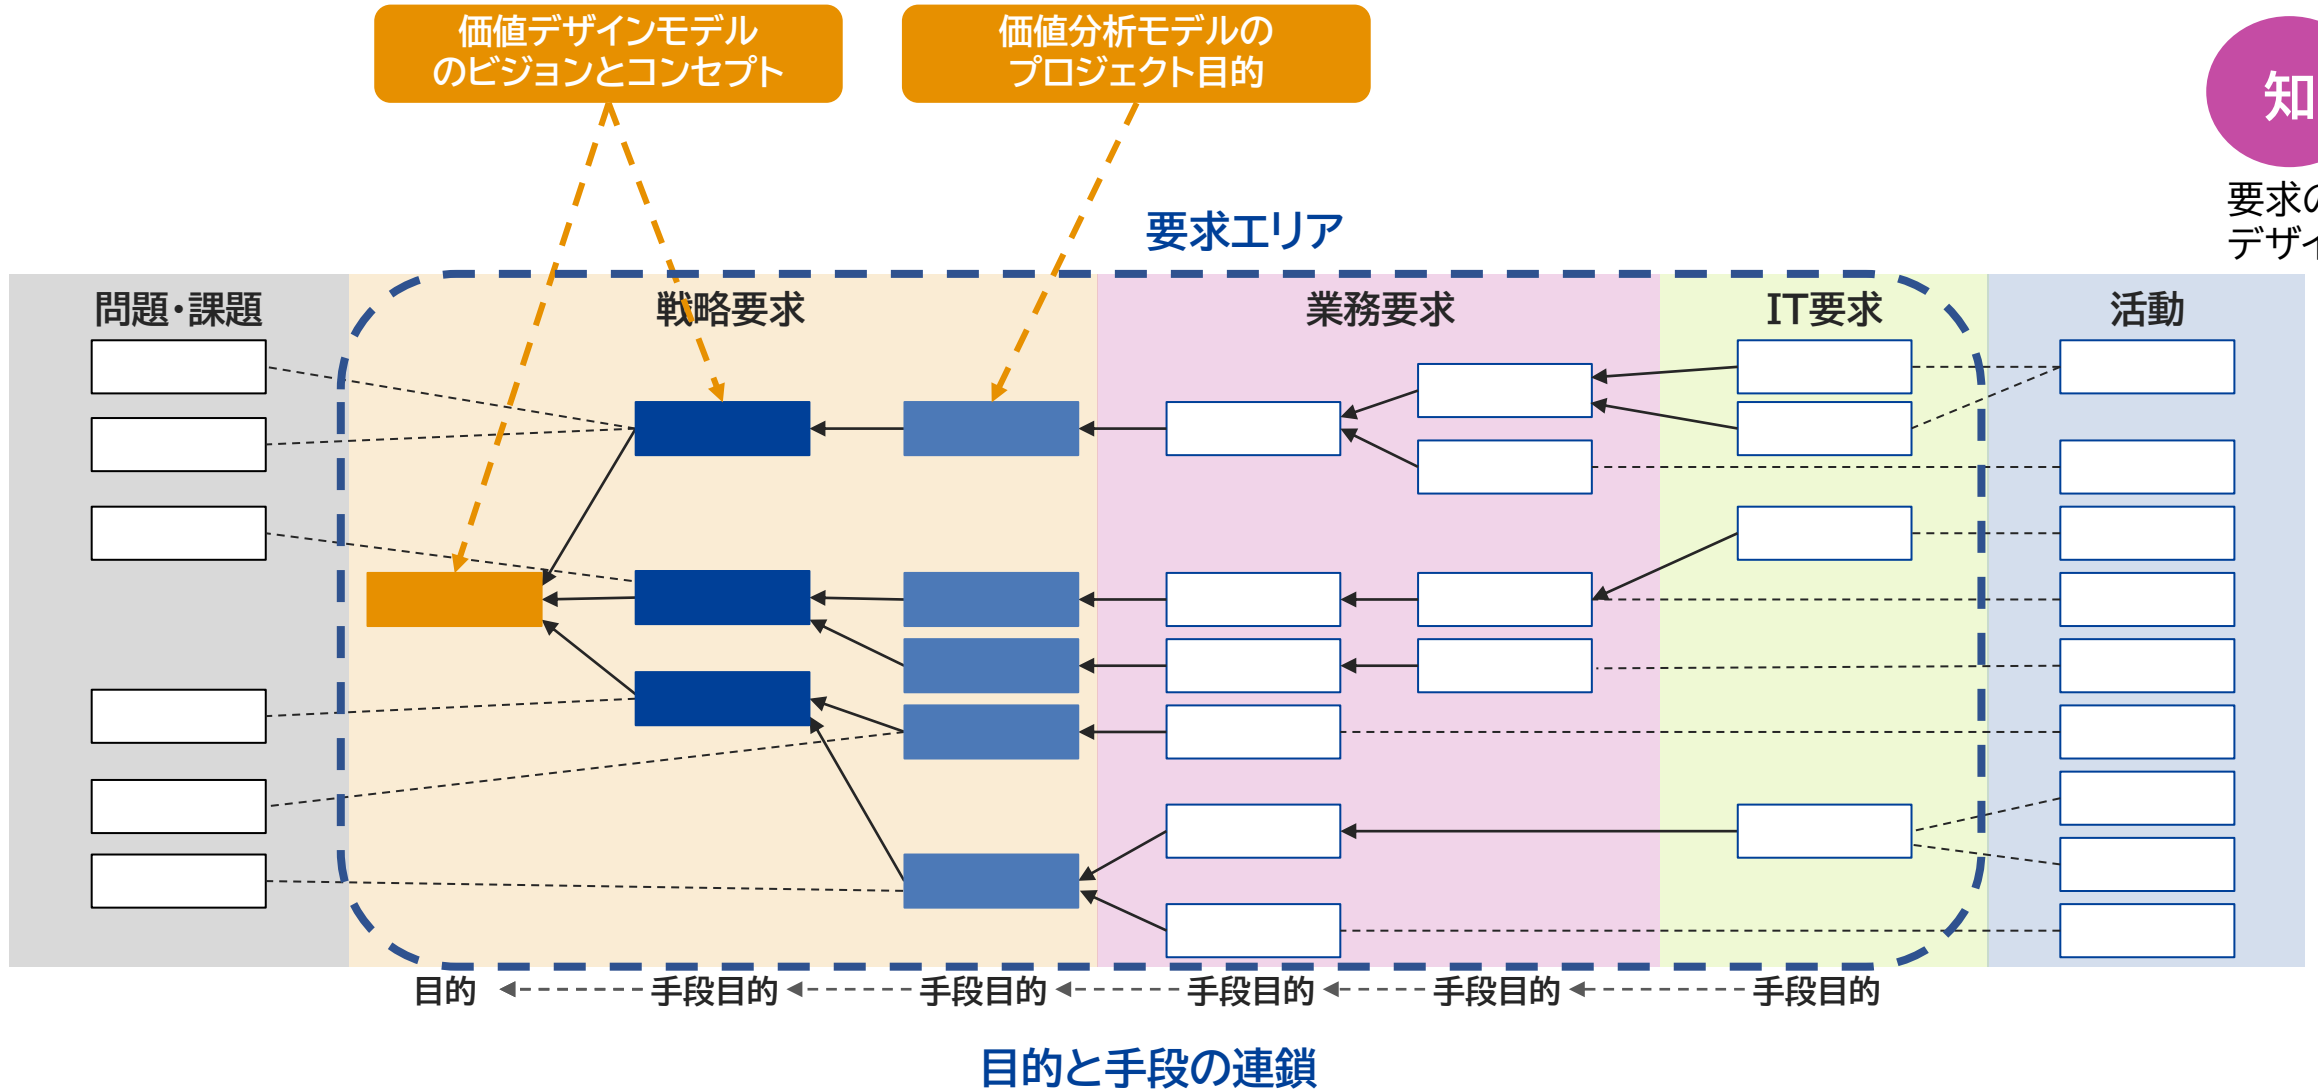 価値デザインモデル
のビジョンとコンセプト
価値分析モデルの
プロジェクト目的
知
要求の
デザイ
要求エリア
問題・課題
戦略要求
業務要求
IT要求
活動
目的
手段目的
手段目的
手段目的
手段目的
手段目的
目的と手段の連鎖